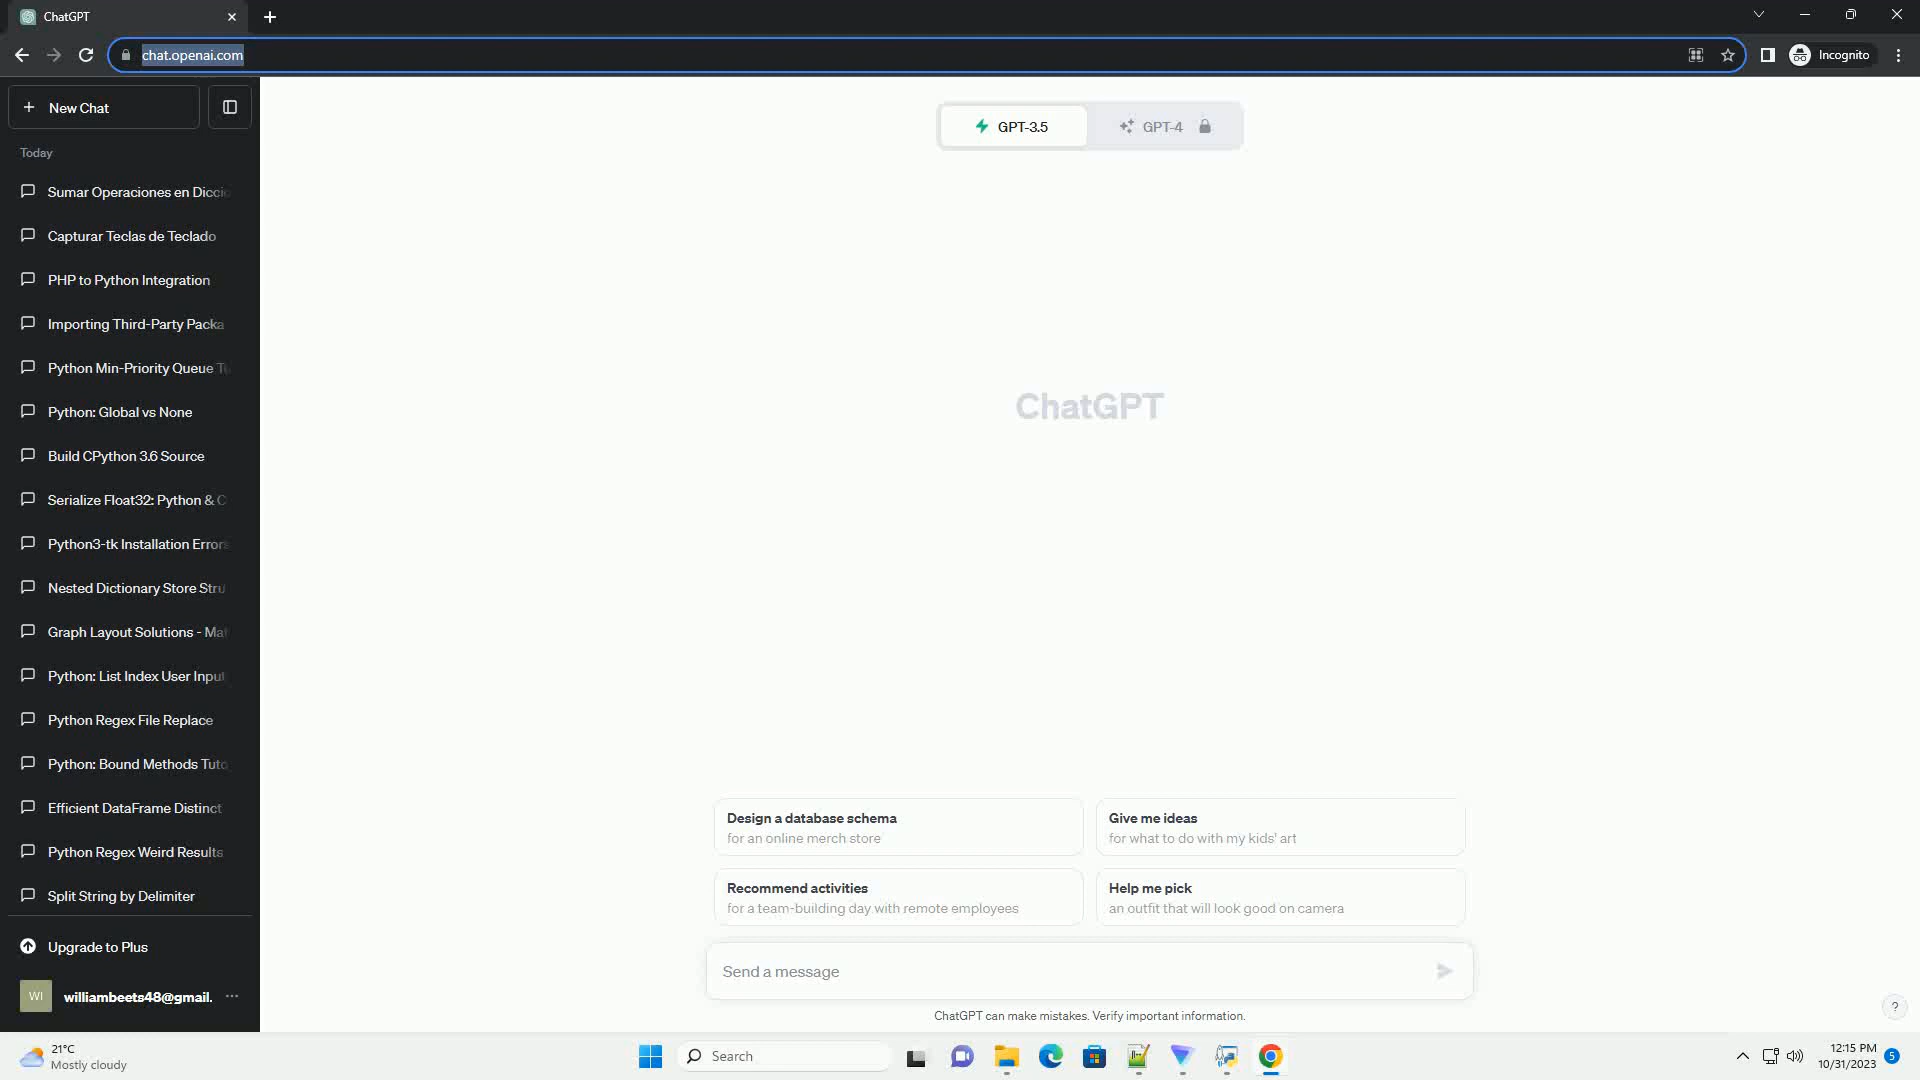 ChatGPT
chat.openai.com
Incognito
New Chat
GPT-3.5
GPT-4
Today
Sumar Operaciones en Dicci
Capturar Teclas de Teclado
PHP to Python Integration
Importing Third-Party Packa
Python Min-Priority Queue Tu
Python: Global vs None
Build CPython 3.6 Source
Serialize Float32: Python & C
Python3-tk Installation Errors
Nested Dictionary Store Stru
Graph Layout Solutions - Mat
Python: List Index User Input
Python Regex File Replace
Python: Bound Methods Tuto
Efficient DataFrame Distinct
Python Regex Weird Results
Split String by Delimiter
Upgrade to Plus
WI
williambeets48@gmail.
ChatGPT
Design a database schema
for an online merch store
Give me ideas
for what to do with my kids' art
Recommend activities
for a team-building day with remote employees
Help me pick
an outfit that will look good on camera
Send a message
ChatGPT can make mistakes. Verify important information.
?
21°C
Mostly cloudy
Search
12:15 PM
10/31/2023
5